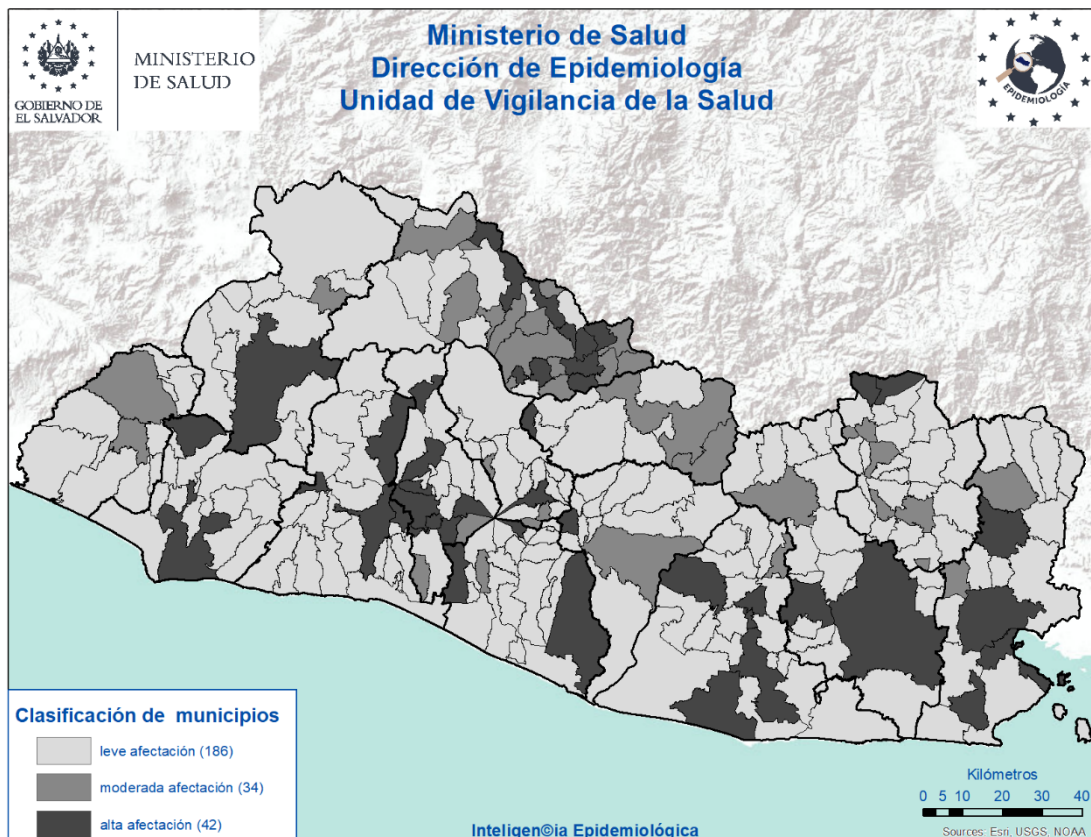 GOBIERNO DE
EL SALVADOR
MINISTERIO
DE SALUD
Ministerio de Salud
Dirección de Epidemiología
Unidad de Vigilancia de la Salud
EPIDEMIOLOGÍA
Clasificación de municipios
leve afectación (186)
moderada afectación (34)
alta afectación (42)
Inteligen©ia Epidemiológica
Kilómetros
0 5 10 20 30 40
Sources: Esri, USGS, NOAA